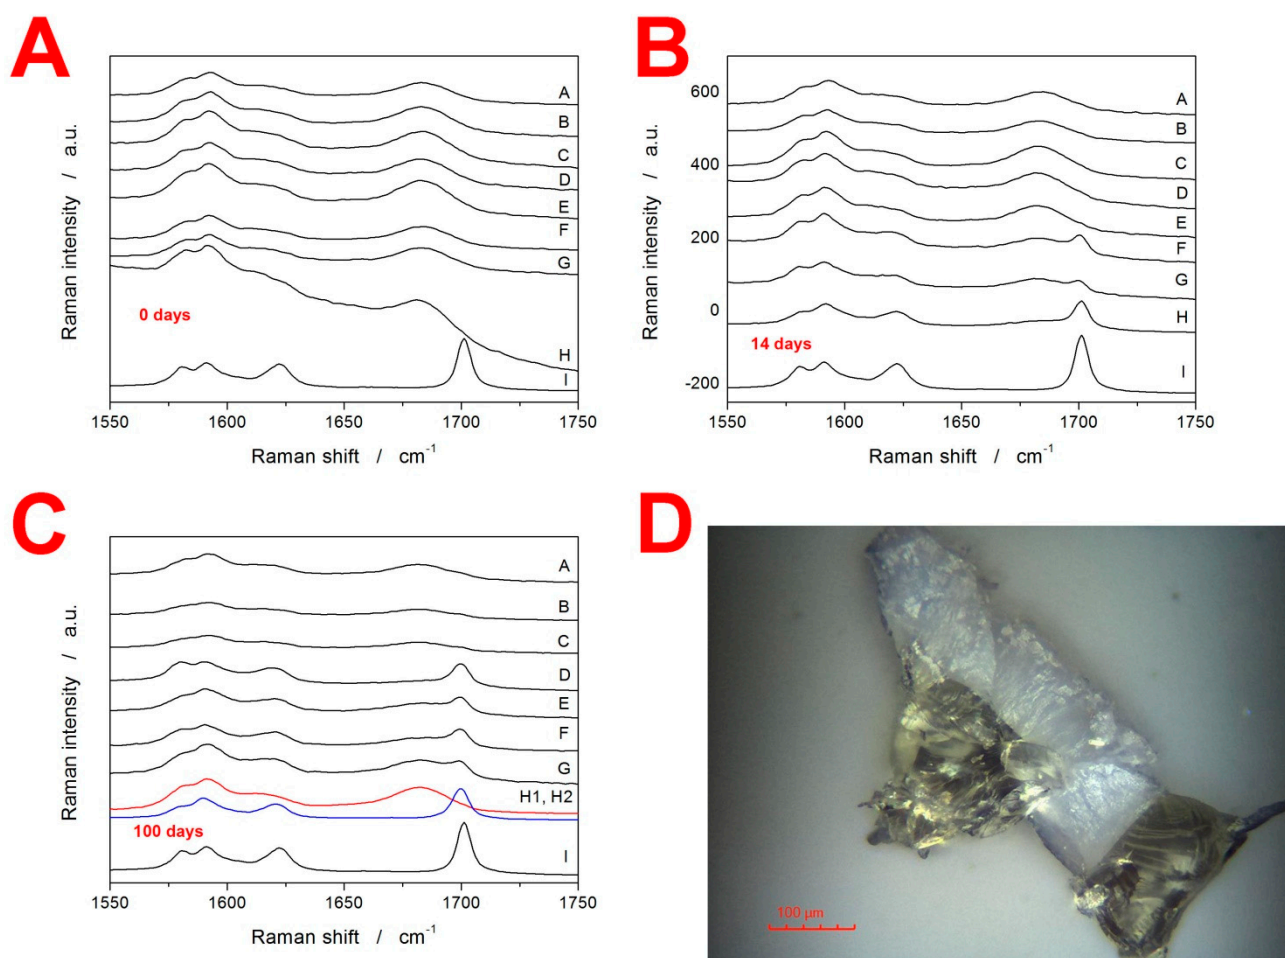 A
Raman intensity / a.u.
A
B
C
D
E
F
G
H
I
0 days
1550 1600 1650 1700 1750
Raman shift / cm⁻¹
B
Raman intensity / a.u.
600
400
200
0
-200
A
B
C
D
E
F
G
H
I
14 days
1550 1600 1650 1700 1750
Raman shift / cm⁻¹
C
Raman intensity / a.u.
A
B
C
D
E
F
G
H1, H2
I
100 days
1550 1600 1650 1700 1750
Raman shift / cm⁻¹
D
100 µm